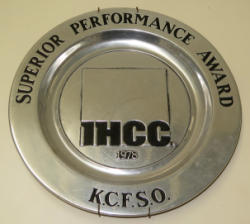 SUPERIOR PERFORMANCE AWARD
IHCC
1978
K.C.F.S.O.